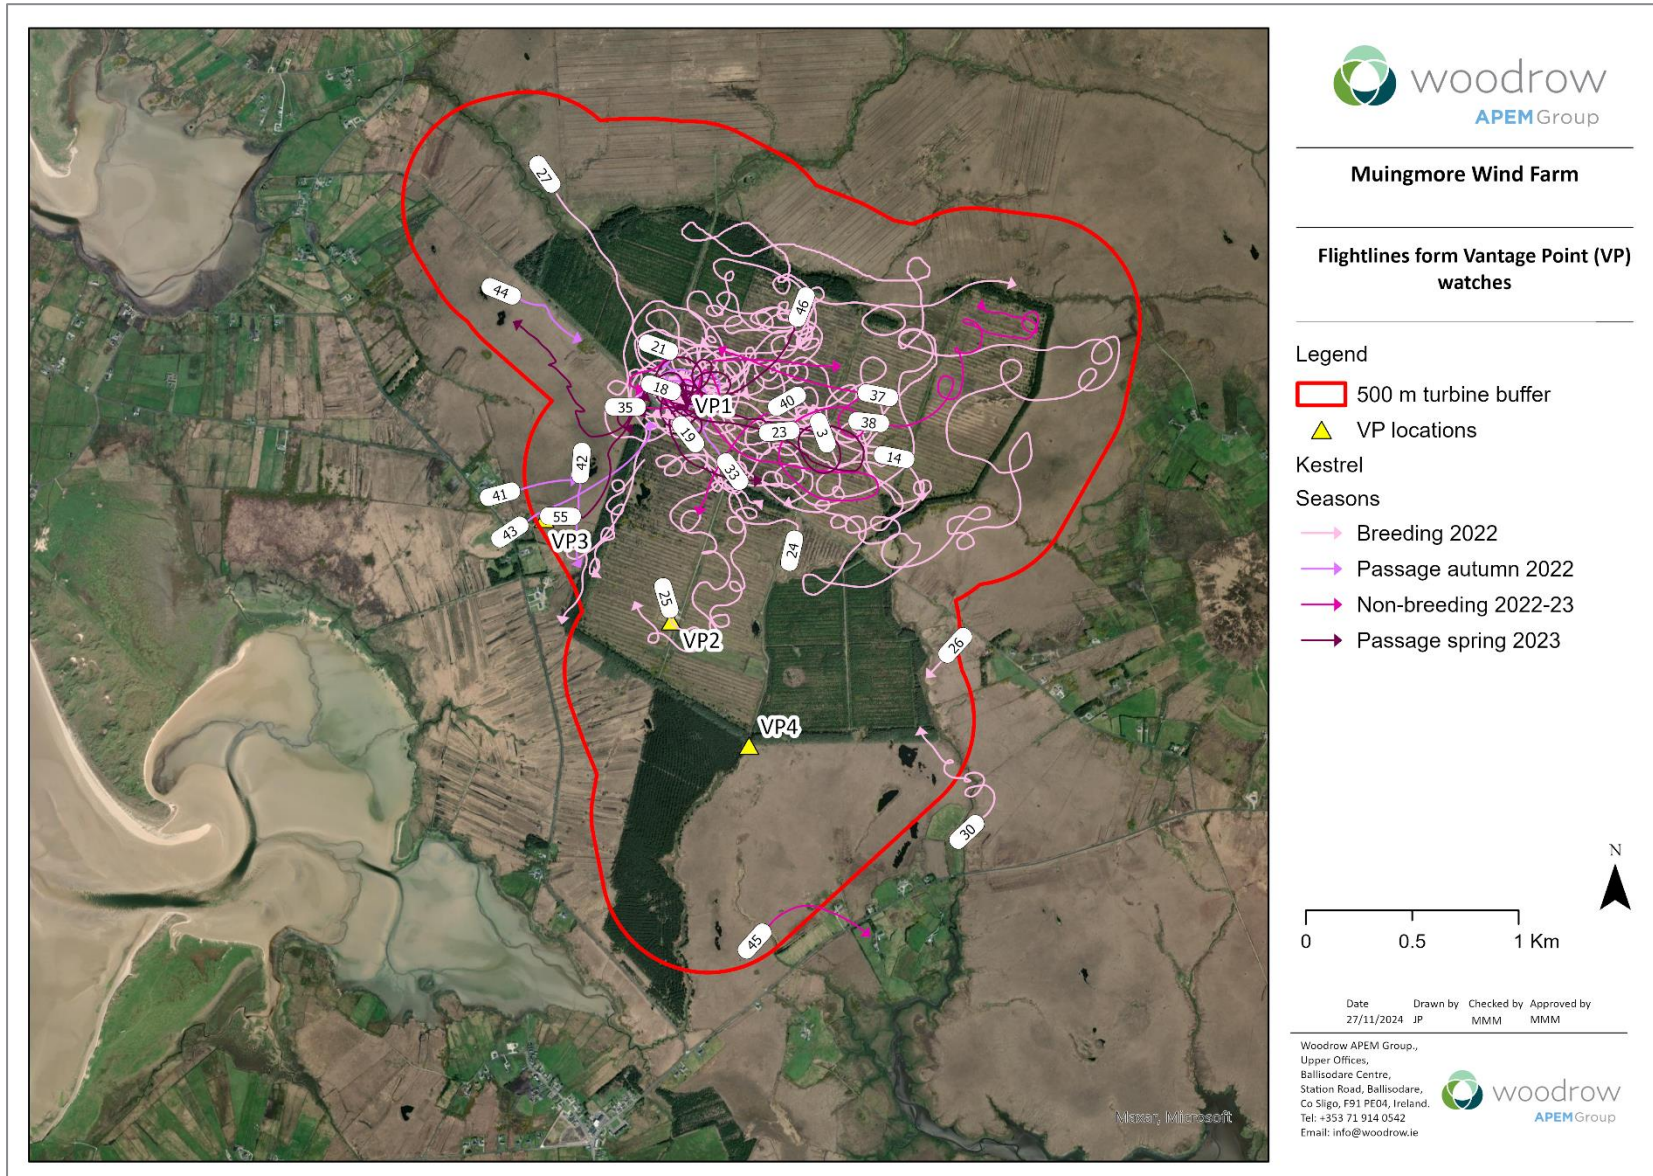 27
44
46
21
18
VP1
35
40
37
19
23
3
38
14
42
33
41
55
43
VP3
24
25
VP2
26
VP4
30
45
Maxar, Microsoft
woodrow
APEMGroup
Muingmore Wind Farm
Flightlines form Vantage Point (VP)
watches
Legend
500 m turbine buffer
VP locations
Kestrel
Seasons
Breeding 2022
Passage autumn 2022
Non-breeding 2022-23
Passage spring 2023
N
0 0.5 1 Km
Date Drawn by Checked by Approved by
27/11/2024 JP MMM MMM
Woodrow APEM Group.,
Upper Offices,
Ballisodare Centre,
Station Road, Ballisodare,
Co Sligo, F91 PE04, Ireland.
Tel: +353 71 914 0542
Email: info@woodrow.ie
woodrow
APEMGroup